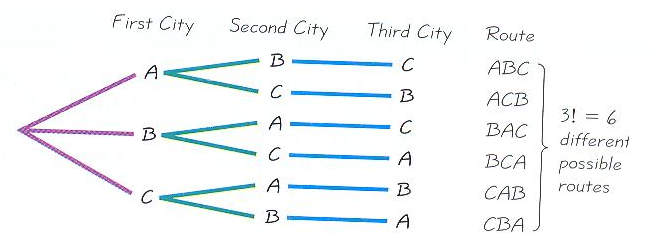 First City Second City Third City Route
B C ABC
A
C B ACB
A C BAC
B
C A BCA
A B CAB
C
B A CBA
3! = 6
different
possible
routes